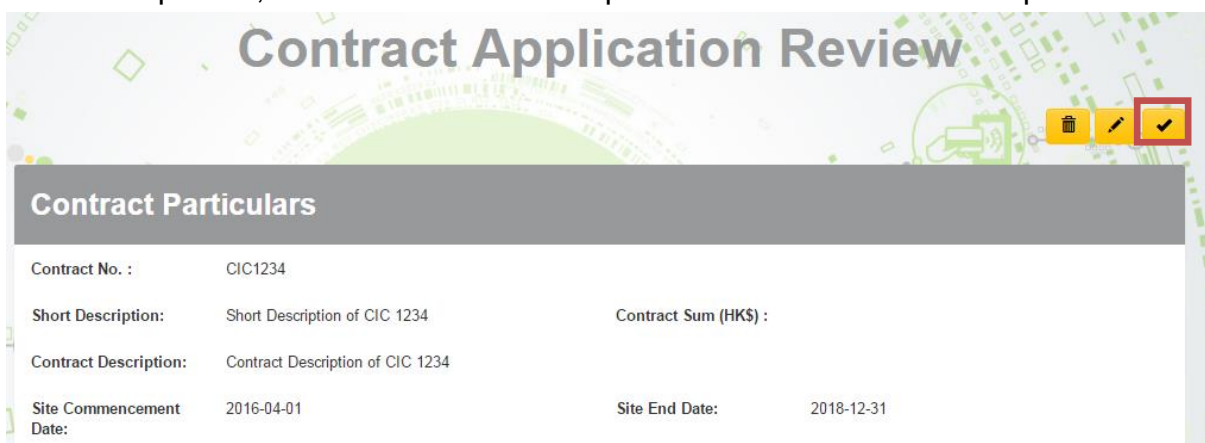 Contract Application Review
Contract Particulars
Contract No. : CIC1234
Short Description: Short Description of CIC 1234 Contract Sum (HK$) :
Contract Description: Contract Description of CIC 1234
Site Commencement Date: 2016-04-01 Site End Date: 2018-12-31